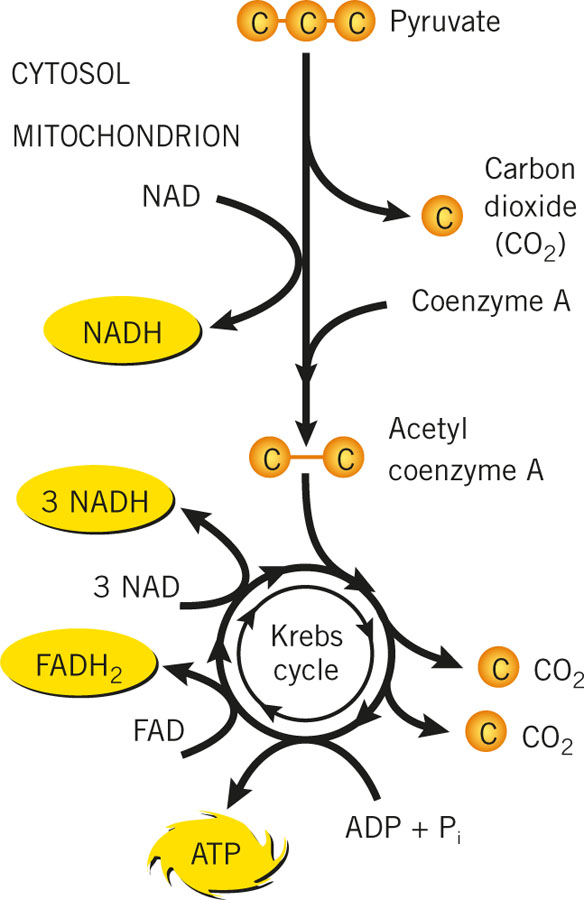 C C C Pyruvate
CYTOSOL
MITOCHONDRION
NAD
C
Carbon
dioxide
(CO₂)
NADH
Coenzyme A
C C
Acetyl
coenzyme A
3 NADH
3 NAD
Krebs
cycle
FADH₂
C CO₂
FAD
C CO₂
ATP
ADP + Pᵢ